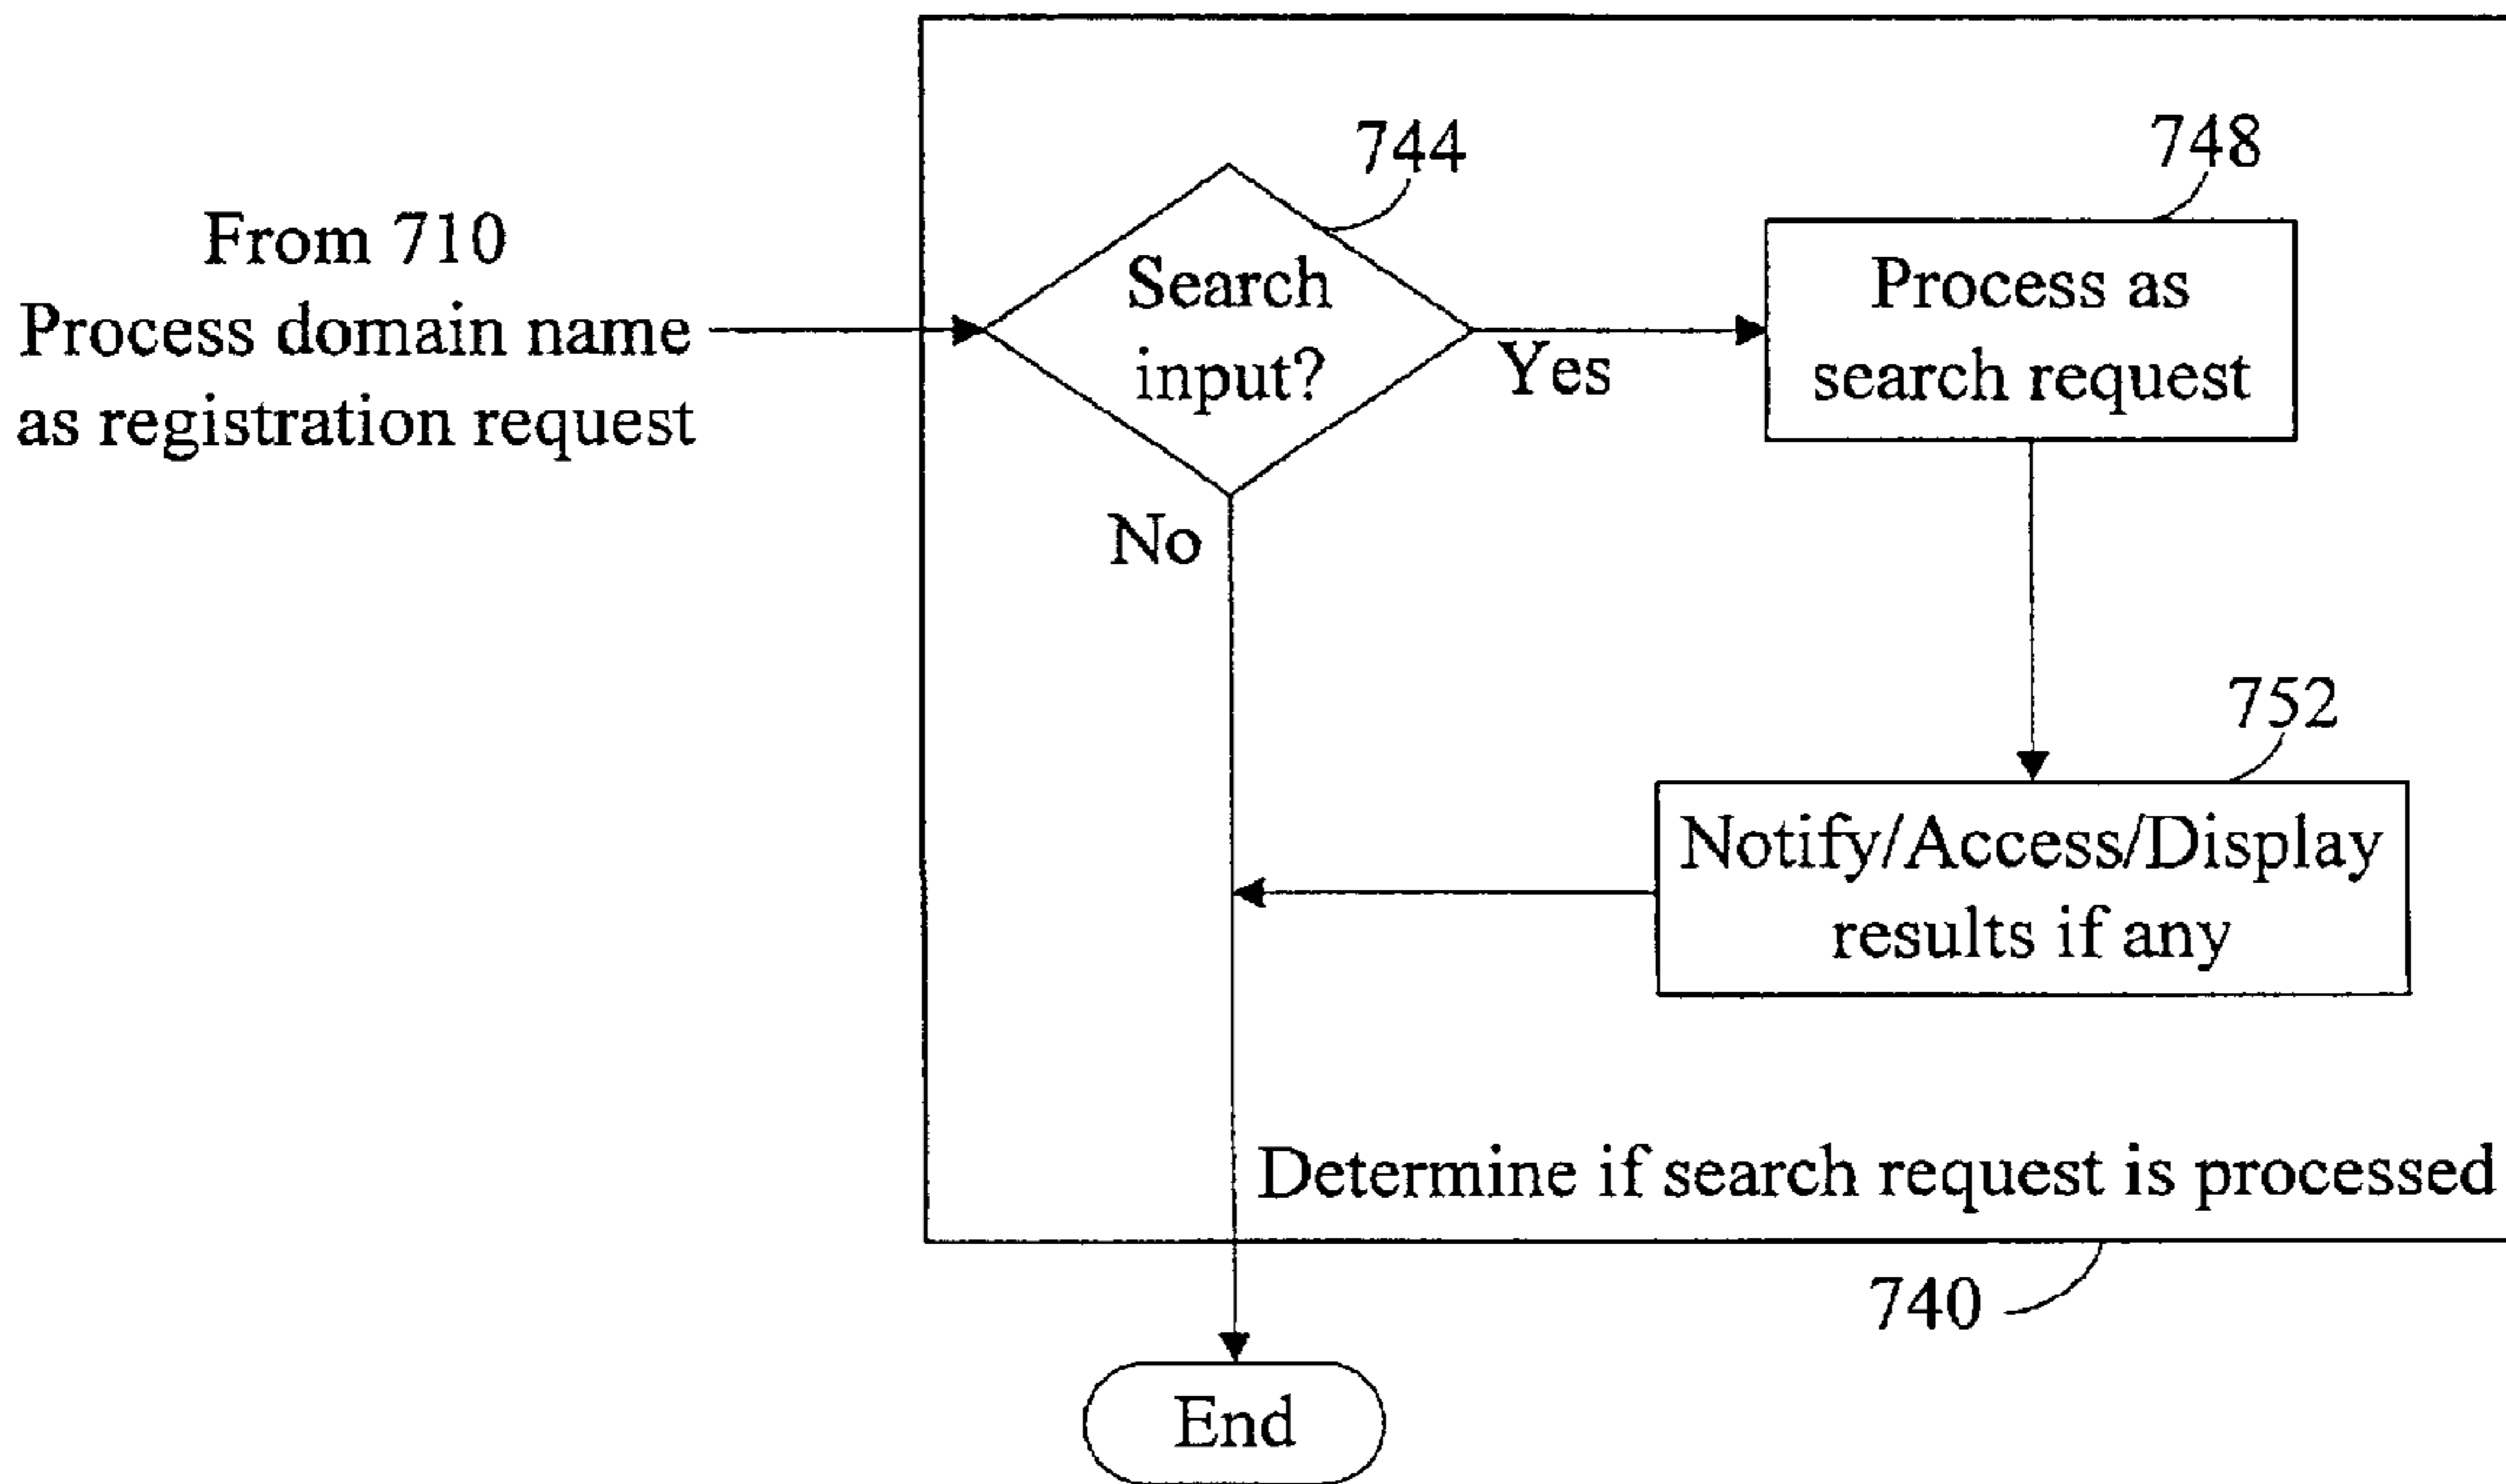 744
748
From 710
Process domain name
as registration request
Search
input?
Yes
No
Process as
search request
752
Notify/Access/Display
results if any
Determine if search request is processed
740
End